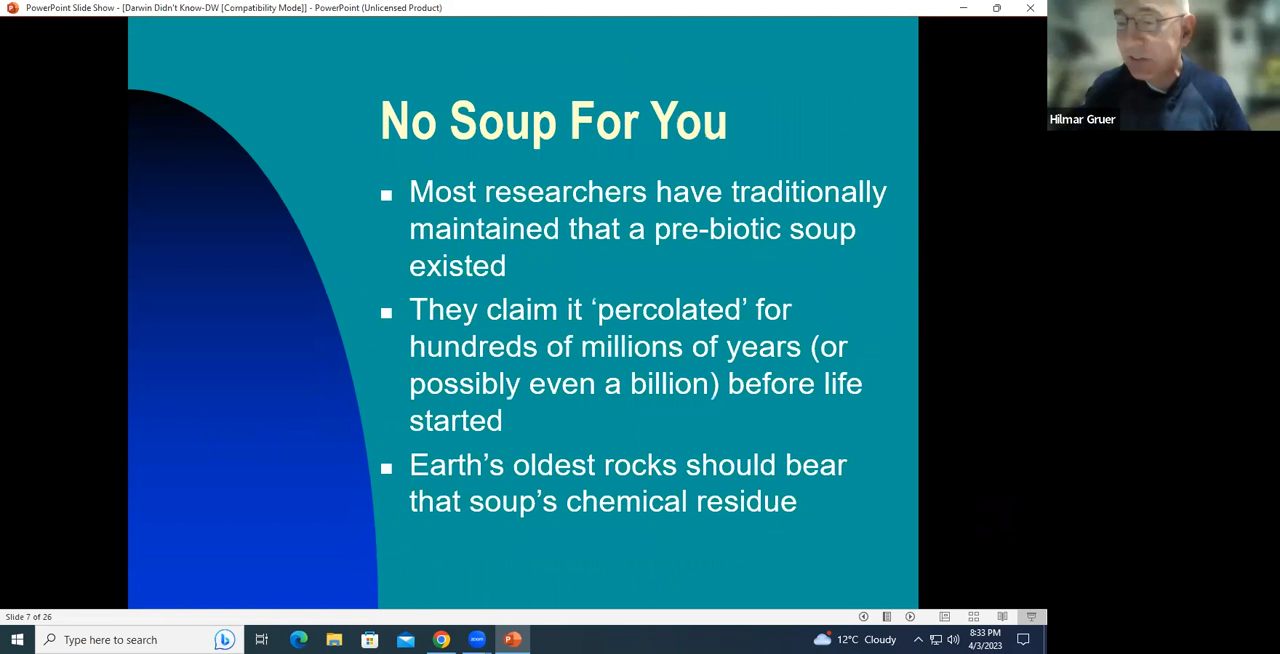 PowerPoint Slide Show - [Darwin Didn't Know-DW [Compatibility Mode]] - PowerPoint (Unlicensed Product)
No Soup For You
Most researchers have traditionally
maintained that a pre-biotic soup
existed
They claim it ‘percolated’ for
hundreds of millions of years (or
possibly even a billion) before life
started
Earth’s oldest rocks should bear
that soup’s chemical residue
Hilmar Gruer
Slide 7 of 26
Type here to search
zoom
12°C Cloudy
8:33 PM
4/3/2023